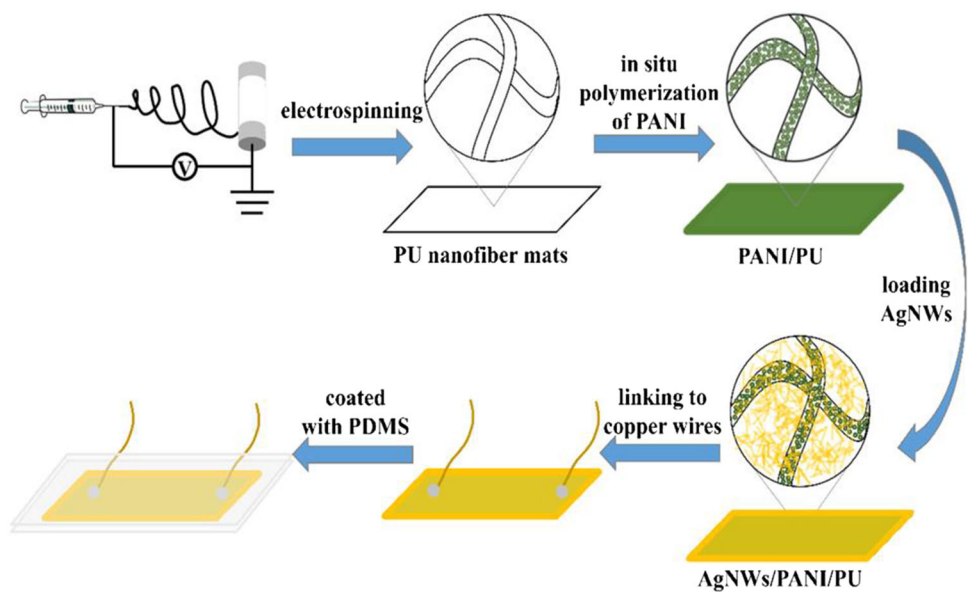 V
electrospinning
PU nanofiber mats
in situ
polymerization
of PANI
PANI/PU
loading
AgNWs
AgNWs/PANI/PU
linking to
copper wires
coated
with PDMS